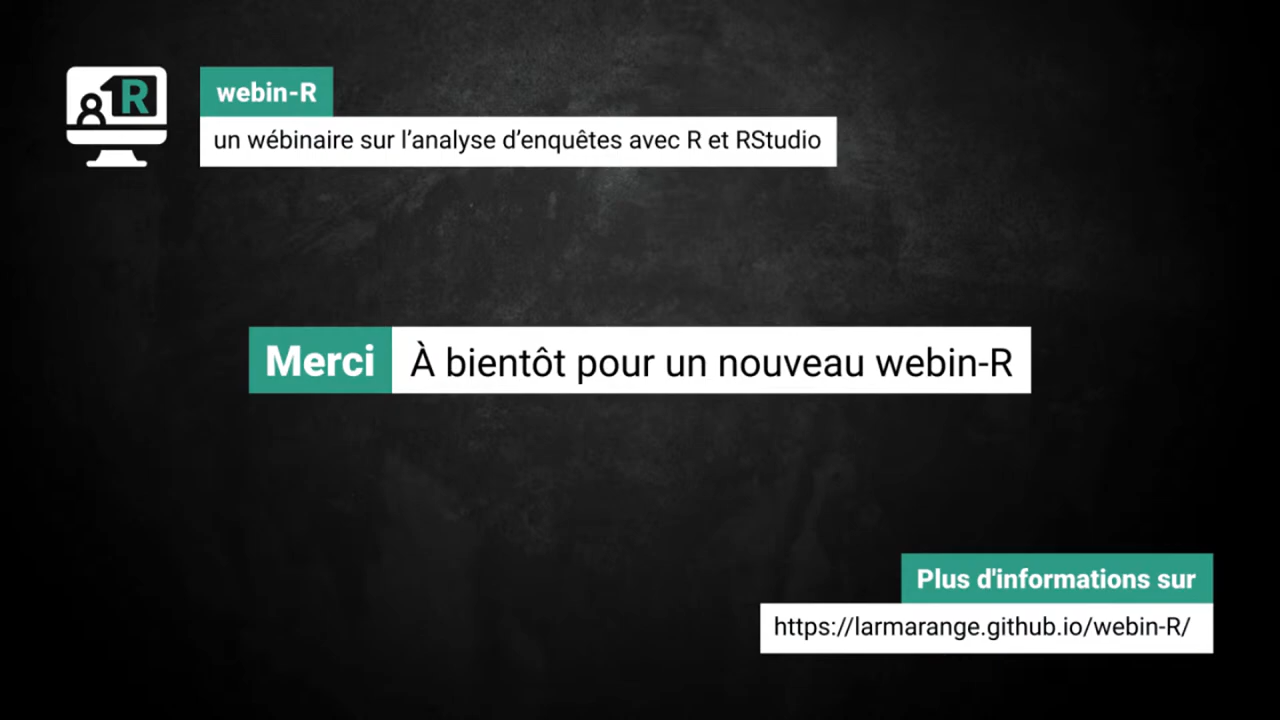 R
webin-R
un wébinaire sur l’analyse d’enquêtes avec R et RStudio
Merci À bientôt pour un nouveau webin-R
Plus d'informations sur
https://larmarange.github.io/webin-R/